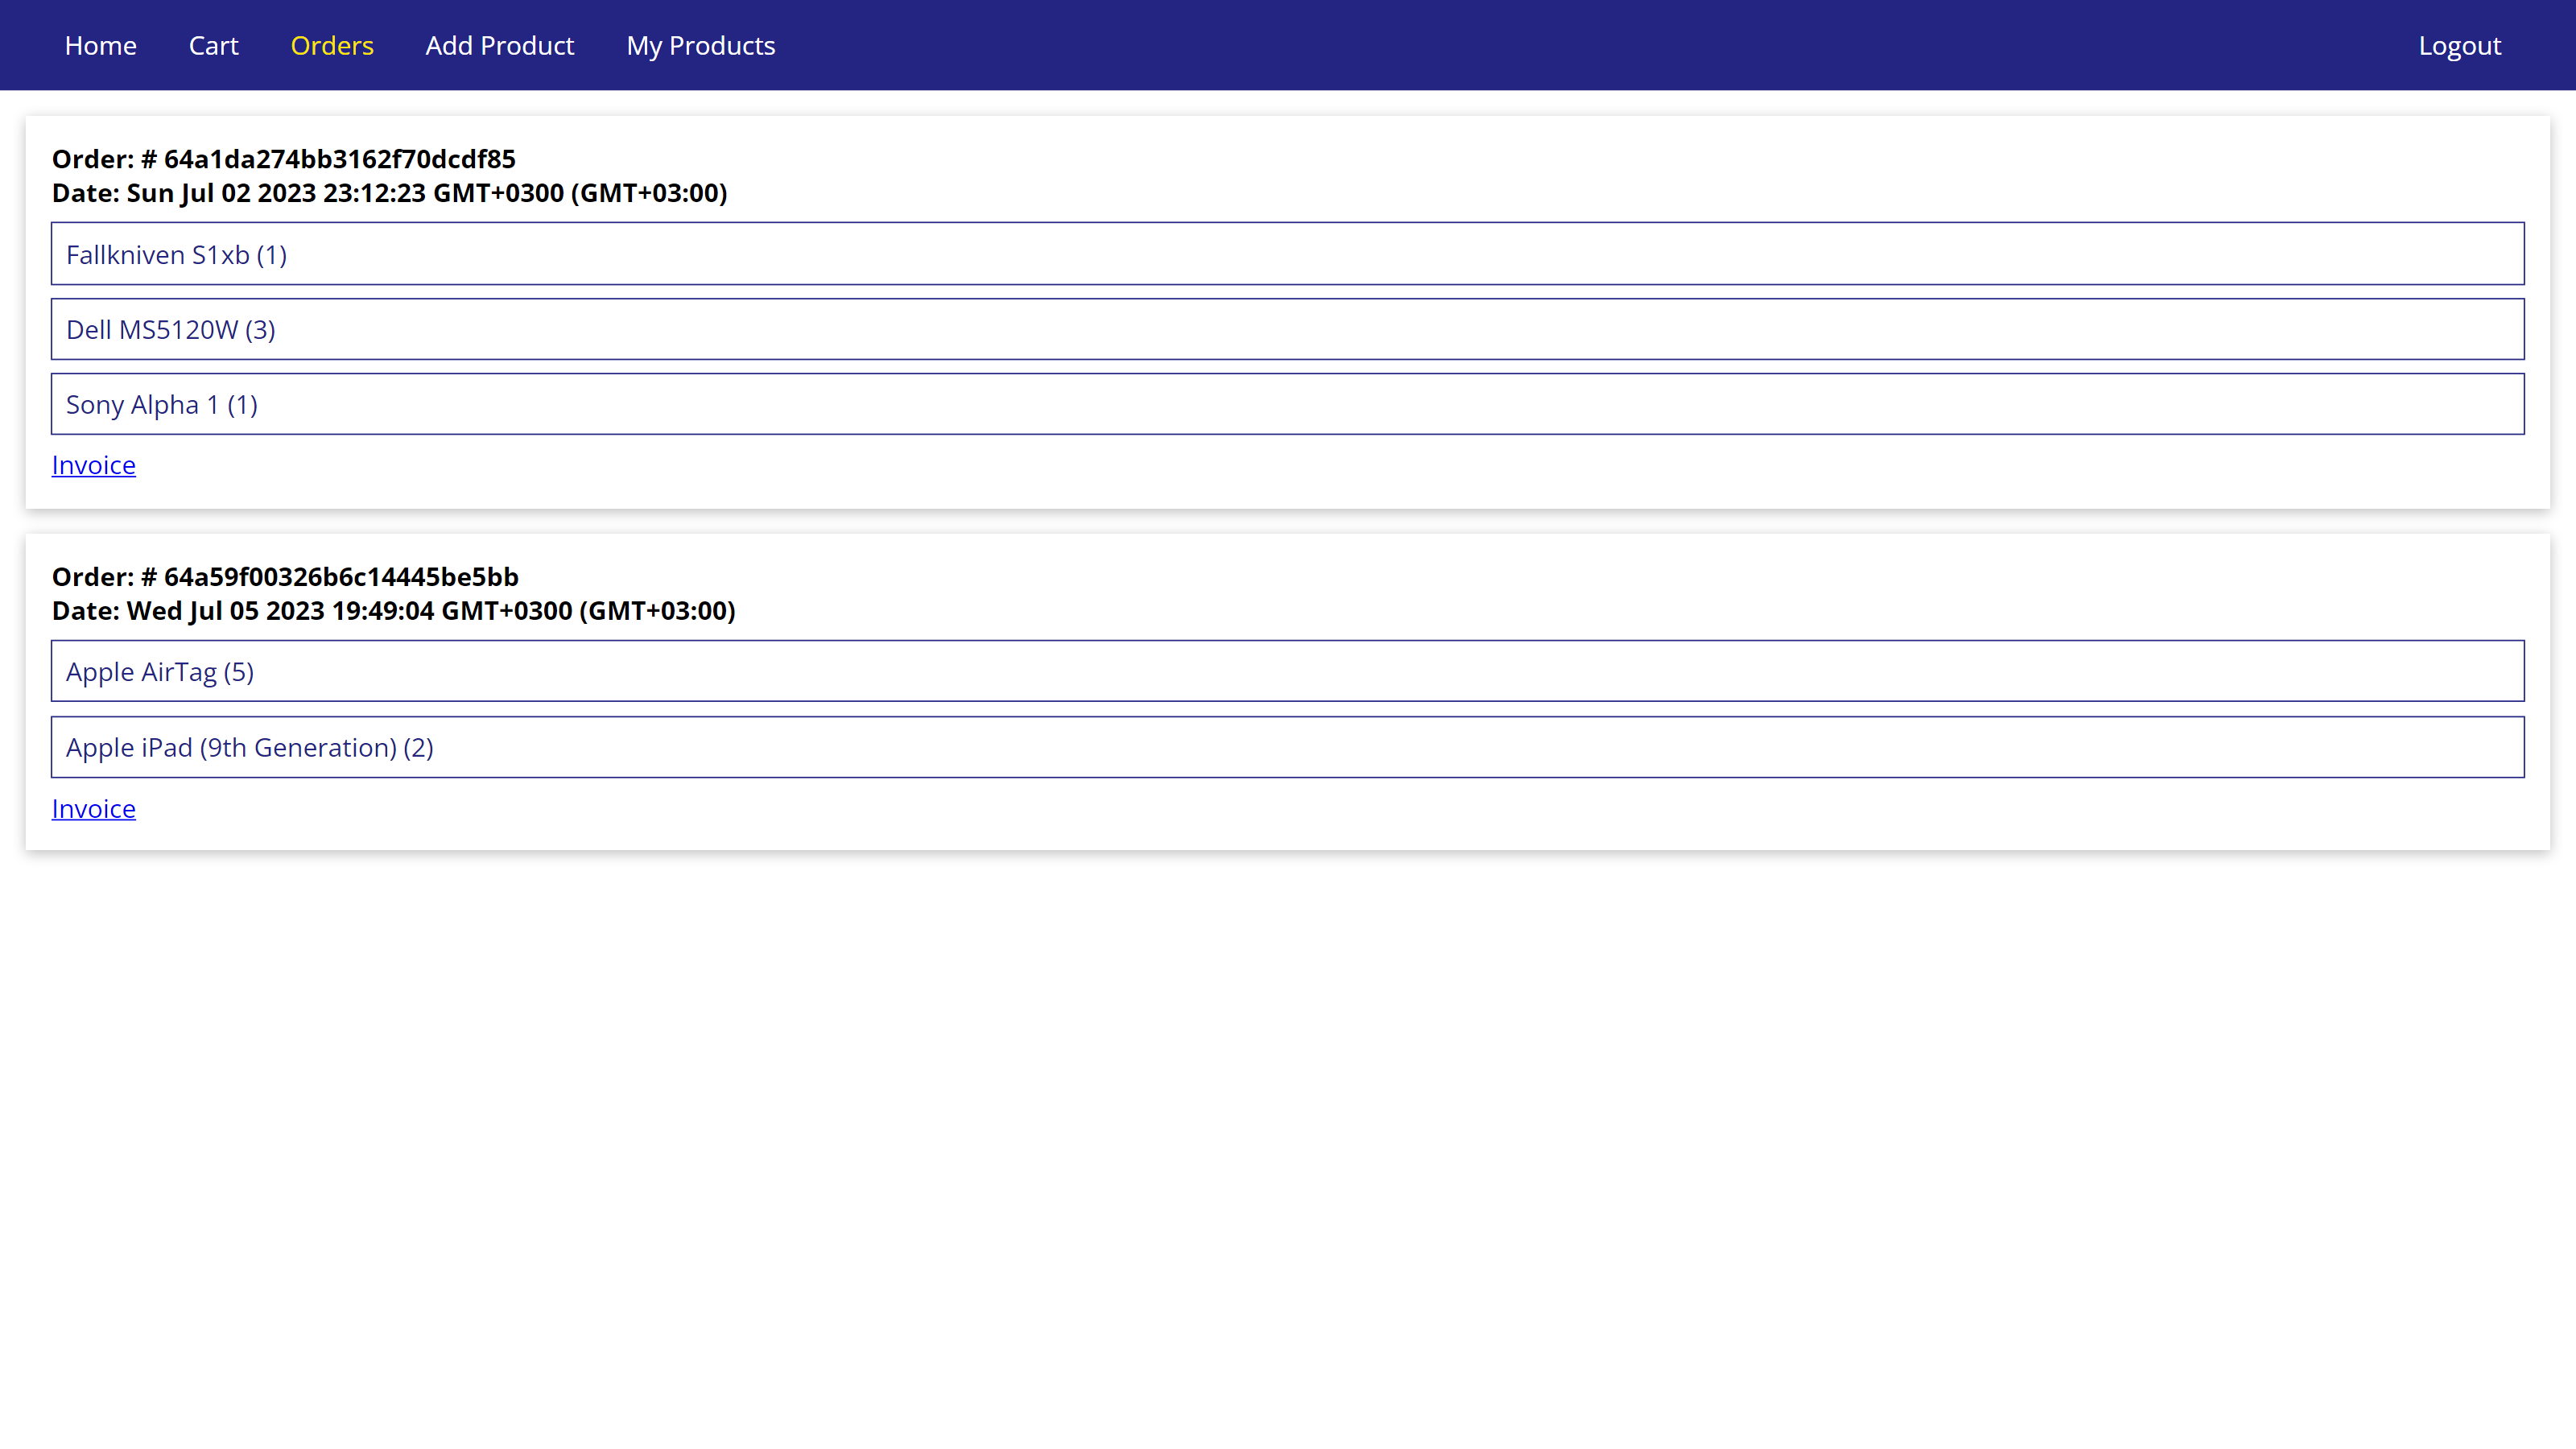 Home Cart Orders Add Product My Products Logout
Order: # 64a1da274bb3162f70dcdf85
Date: Sun Jul 02 2023 23:12:23 GMT+0300 (GMT+03:00)
Fallkniven S1xb (1)
Dell MS5120W (3)
Sony Alpha 1 (1)
Invoice
Order: # 64a59f00326b6c14445be5bb
Date: Wed Jul 05 2023 19:49:04 GMT+0300 (GMT+03:00)
Apple AirTag (5)
Apple iPad (9th Generation) (2)
Invoice